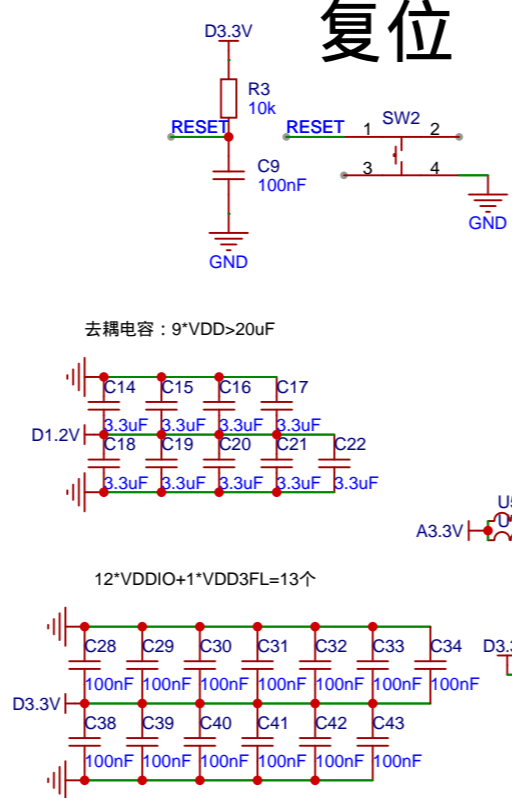 复位
D3.3V
R3
10k
RESET
C9
100nF
GND
RESET
SW2
1 2
3 4
GND
去耦电容：9*VDD>20uF
C14 C15 C16 C17
3.3uF 3.3uF 3.3uF 3.3uF
D1.2V
C18 C19 C20 C21 C22
3.3uF 3.3uF 3.3uF 3.3uF 3.3uF
A3.3V
12*VDDIO+1*VDD3FL=13个
C28 C29 C30 C31 C32 C33 C34
100nF 100nF 100nF 100nF 100nF 100nF 100nF
D3.3V
C38 C39 C40 C41 C42 C43
100nF 100nF 100nF 100nF 100nF 100nF